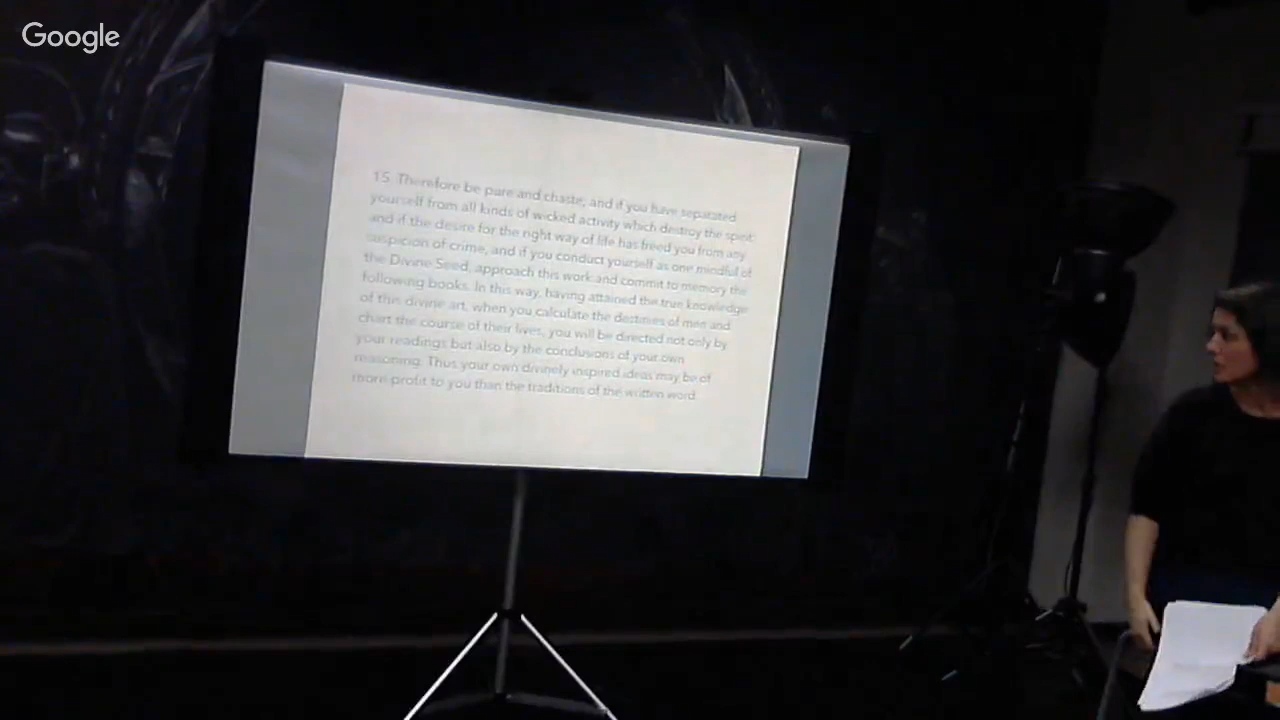 Google
15. Therefore be pure and chaste; and if you have separated
yourself from all kinds of wicked activity which destroy the spirit;
and if the desire for the right way of life has freed you from any
suspicion of crime, and if you conduct yourself as one mindful of
the Divine Seed, approach this work and commit to memory the
following books. In this way, having attained the true knowledge
of this divine art, when you calculate the destinies of men and
chart the course of their lives, you will be directed not only by
your readings but also by the conclusions of your own
reasoning. Thus your own divinely inspired ideas may be of
more profit to you than the traditions of the written word.